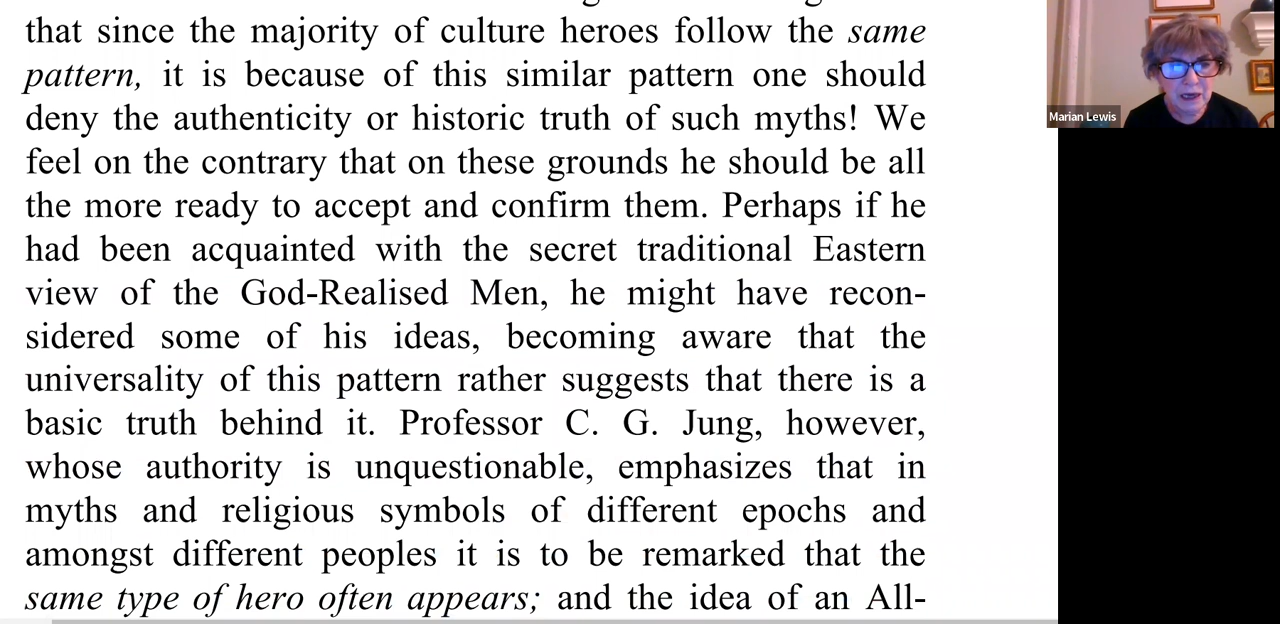 that since the majority of culture heroes follow the same
pattern, it is because of this similar pattern one should
deny the authenticity or historic truth of such myths! We
feel on the contrary that on these grounds he should be all
the more ready to accept and confirm them. Perhaps if he
had been acquainted with the secret traditional Eastern
view of the God-Realised Men, he might have recon-
sidered some of his ideas, becoming aware that the
universality of this pattern rather suggests that there is a
basic truth behind it. Professor C. G. Jung, however,
whose authority is unquestionable, emphasizes that in
myths and religious symbols of different epochs and
amongst different peoples it is to be remarked that the
same type of hero often appears; and the idea of an All-
Marian Lewis